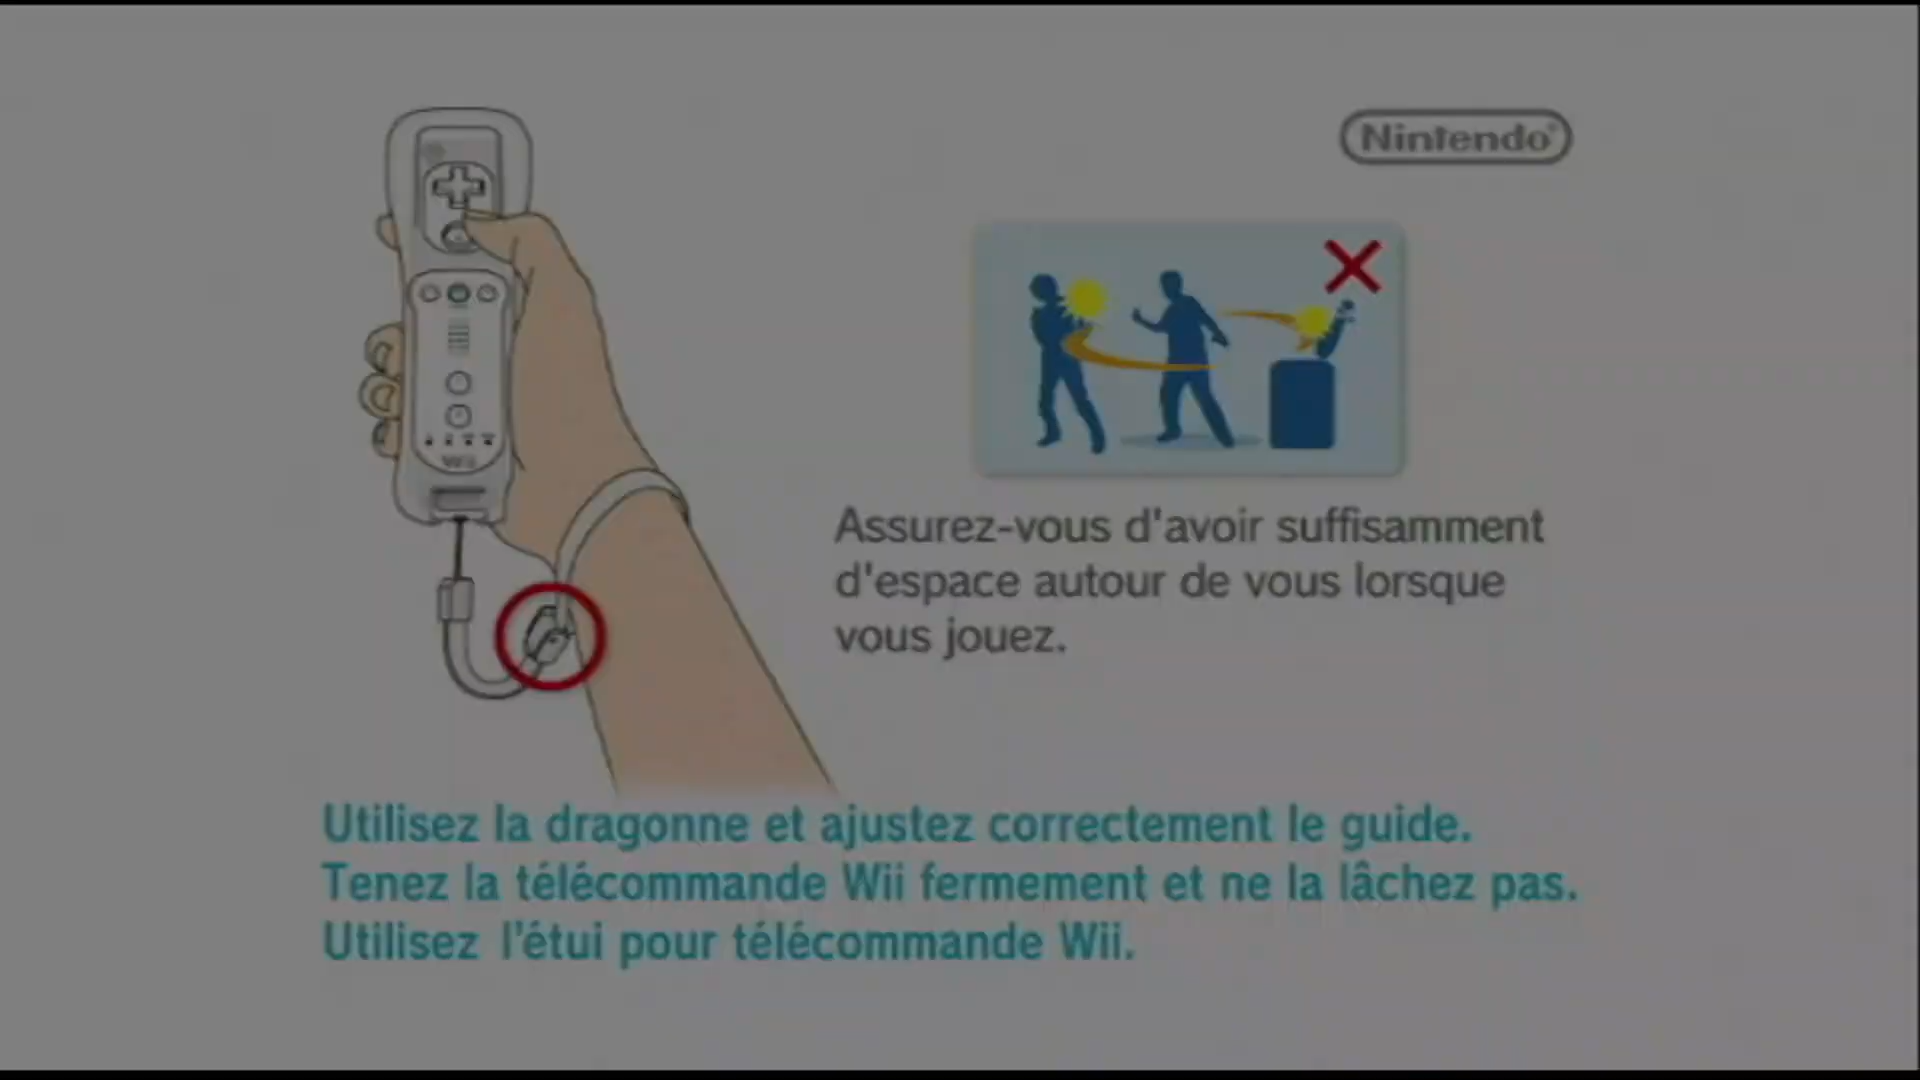 Nintendo
Wii
Assurez-vous d'avoir suffisamment
d'espace autour de vous lorsque
vous jouez.
Utilisez la dragonne et ajustez correctement le guide.
Tenez la télécommande Wii fermement et ne la lâchez pas.
Utilisez l'étui pour télécommande Wii.